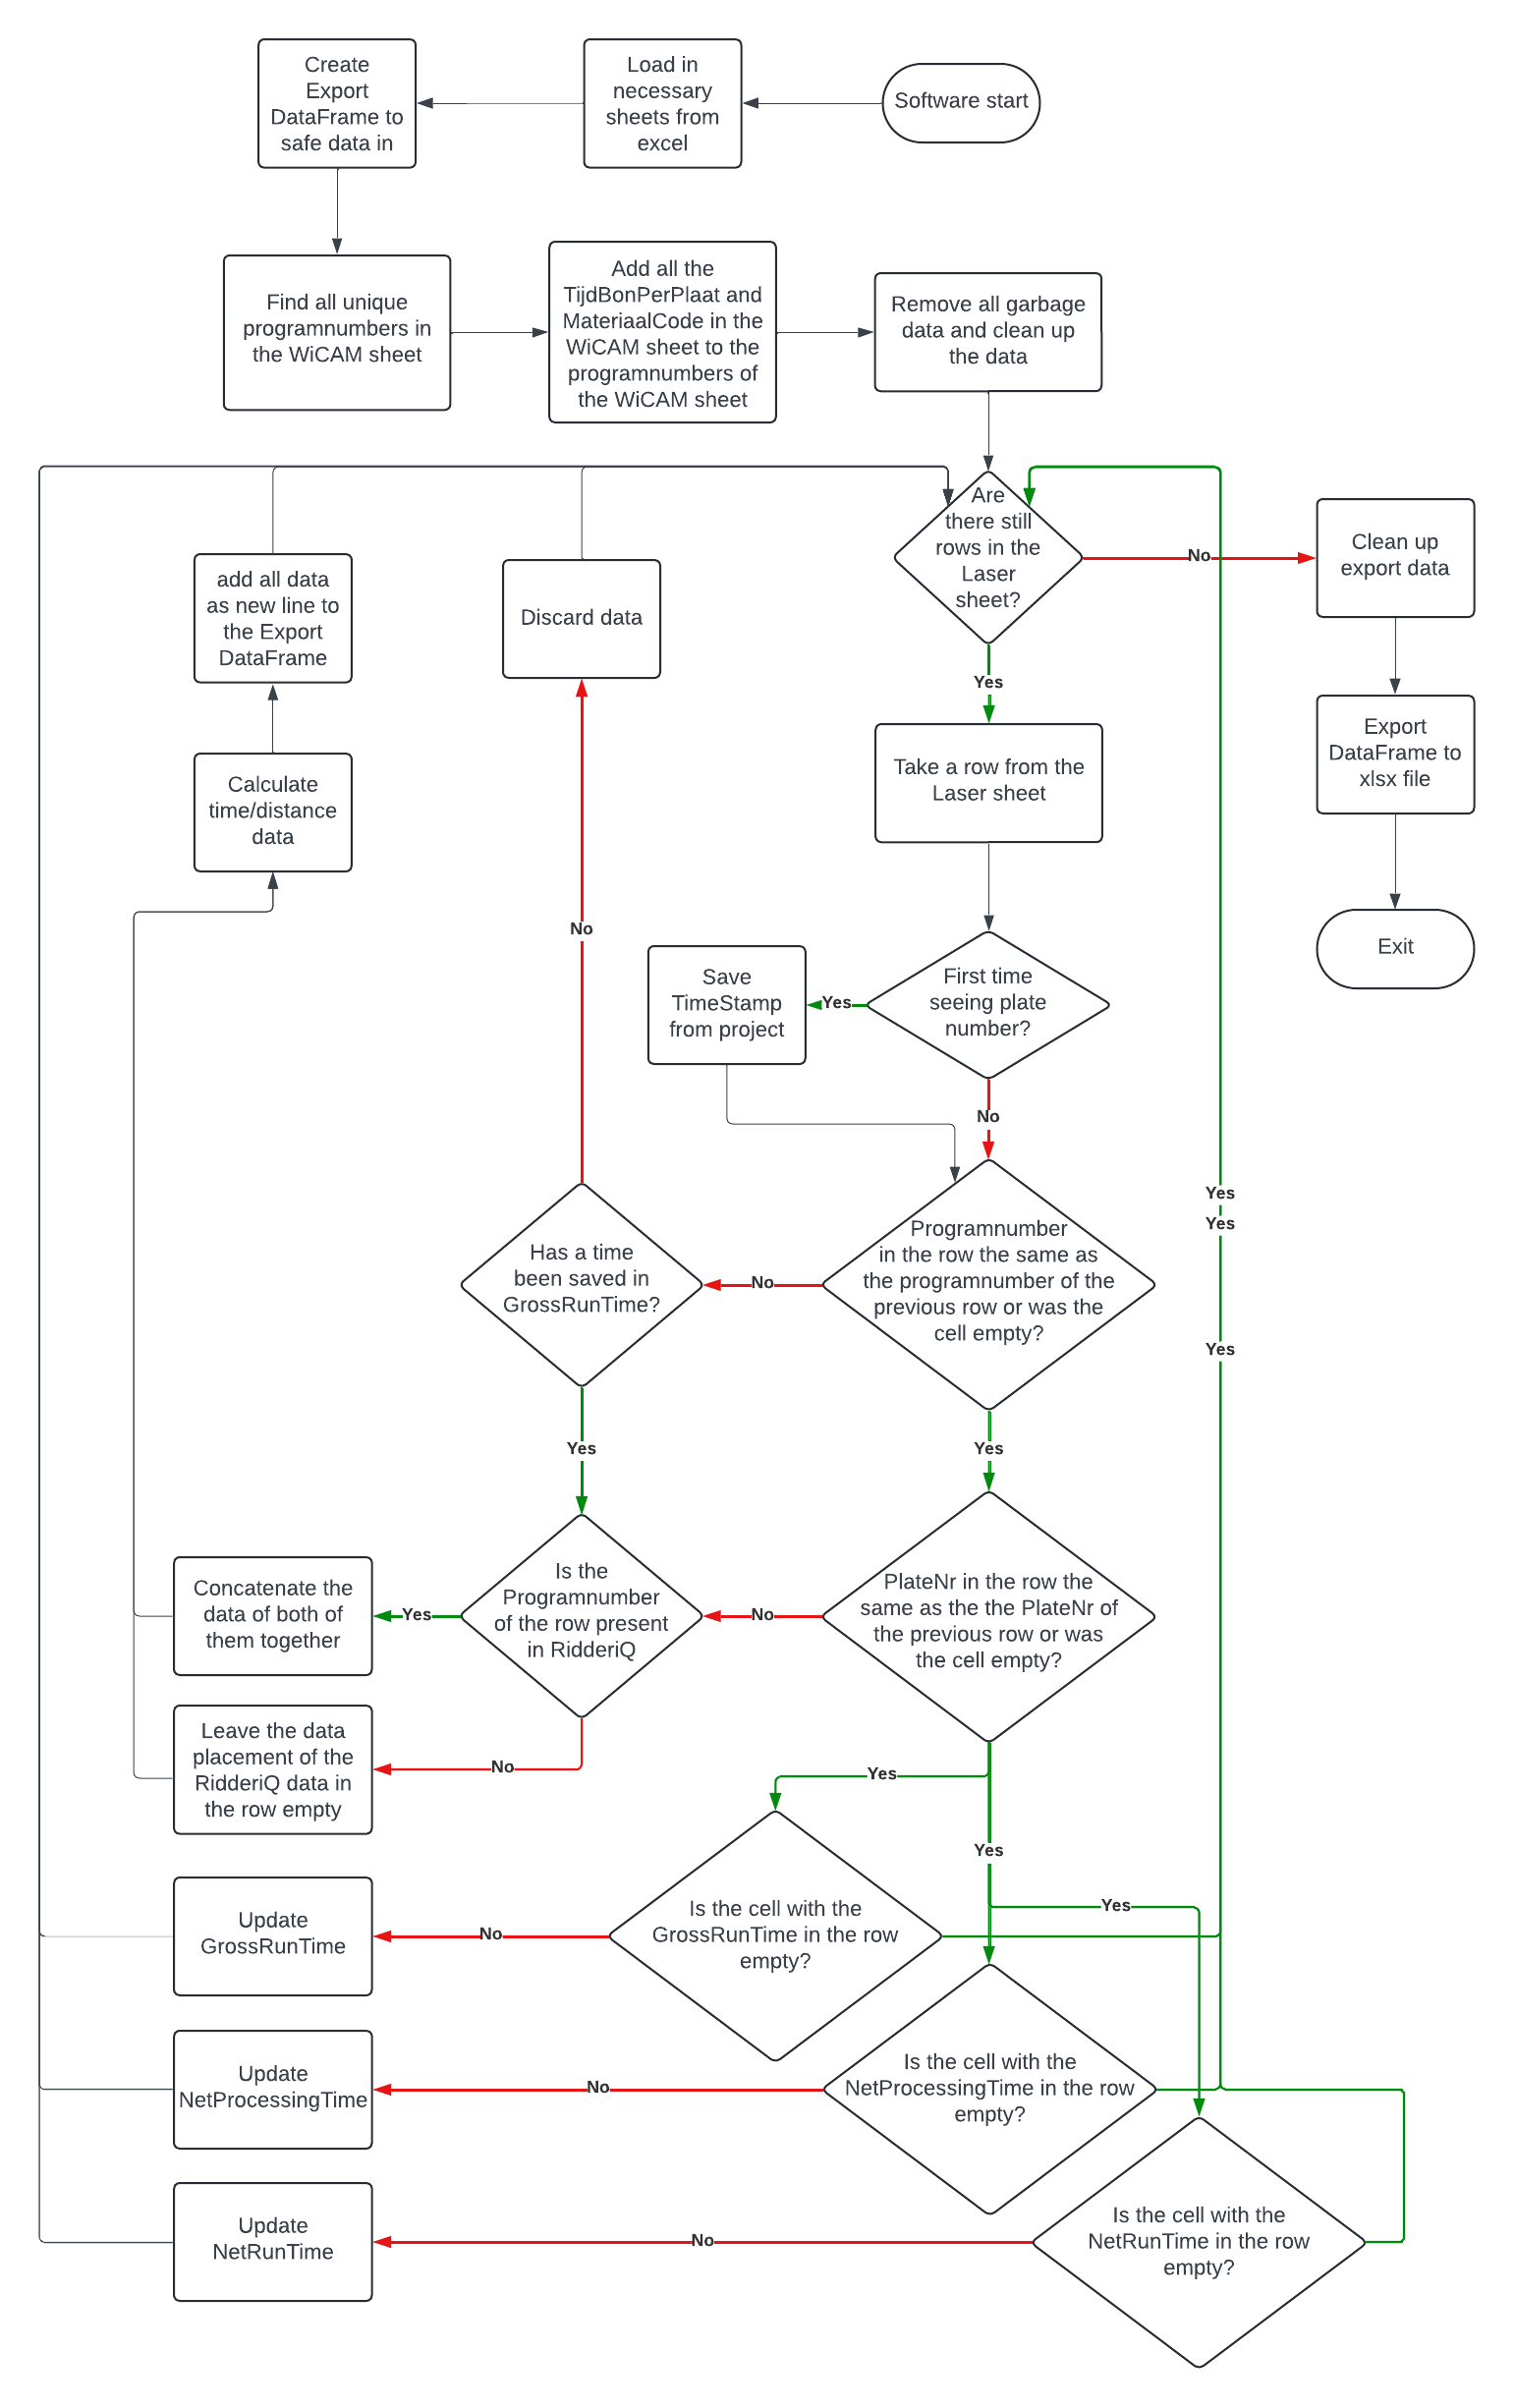 Software start
Load in
necessary
sheets from
excel
Create
Export
DataFrame to
safe data in
Find all unique
programnumbers in
the WiCAM sheet
Add all the
TijdBonPerPlaat and
MateriaalCode in the
WiCAM sheet to the
programnumbers of
the WiCAM sheet
Remove all garbage
data and clean up
the data
Are
there still
rows in the
Laser
sheet?
No
Clean up
export data
Export
DataFrame to
xlsx file
Exit
Yes
Take a row from the
Laser sheet
First time
seeing plate
number?
Yes
Save
TimeStamp
from project
No
Programnumber
in the row the same as
the programnumber of the
previous row or was the
cell empty?
No
Has a time
been saved in
GrossRunTime?
No
Discard data
Yes
Is the
Programnumber
of the row present
in RidderiQ
Yes
Concatenate the
data of both of
them together
No
Leave the data
placement of the
RidderiQ data in
the row empty
Calculate
time/distance
data
add all data
as new line to
the Export
DataFrame
Yes
PlateNr in the row the
same as the the PlateNr of
the previous row or was
the cell empty?
No
Yes
Yes
Yes
Is the cell with the
GrossRunTime in the row
empty?
No
Update
GrossRunTime
Is the cell with the
NetProcessingTime in the row
empty?
No
Update
NetProcessingTime
Is the cell with the
NetRunTime in the row
empty?
No
Update
NetRunTime
Yes
Yes
Yes